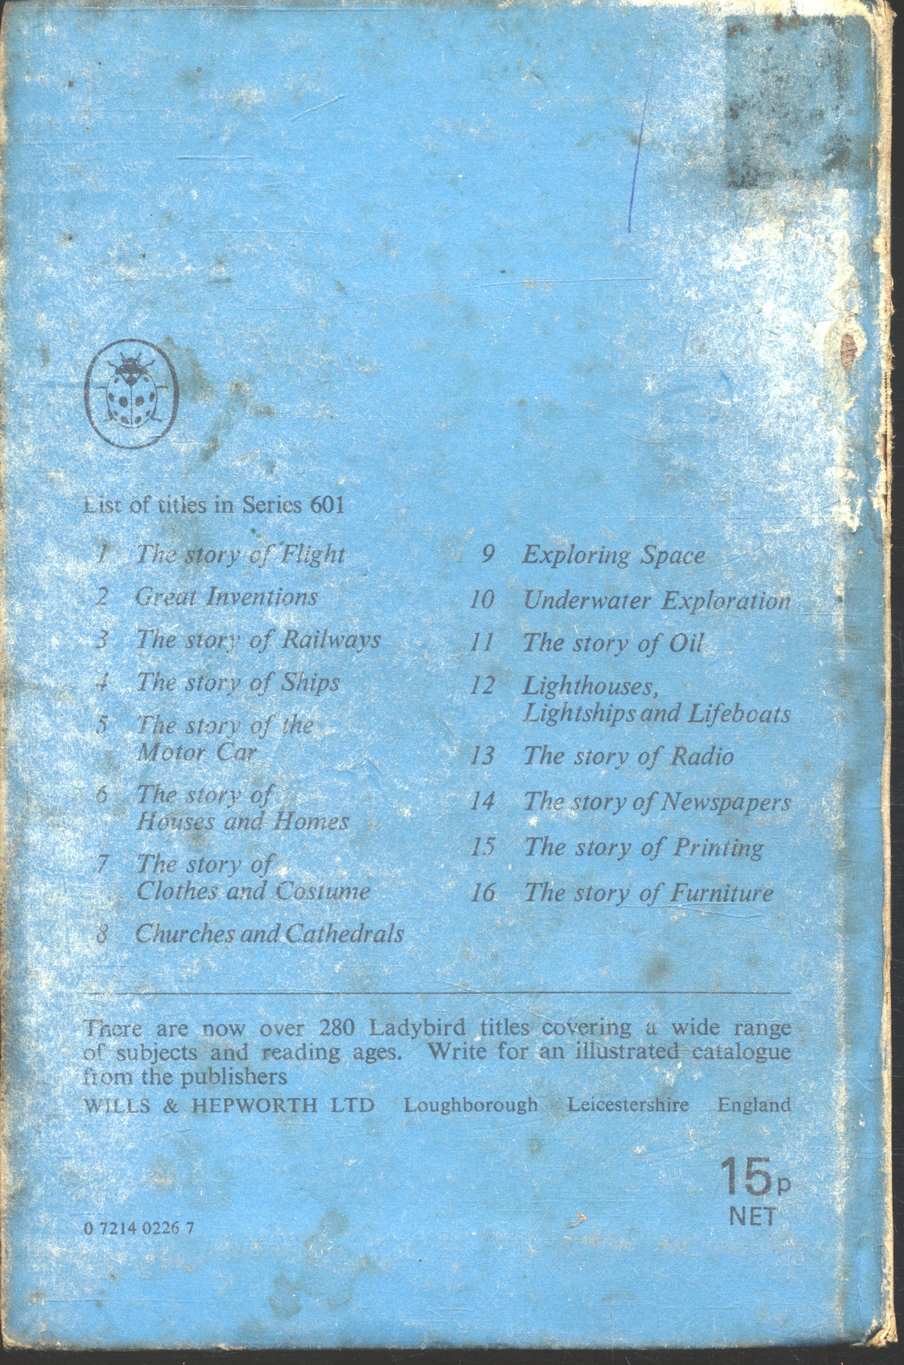 List of titles in Series 601
1 The story of Flight
2 Great Inventions
3 The story of Railways
4 The story of Ships
5 The story of the
Motor Car
6 The story of
Houses and Homes
7 The story of
Clothes and Costume
8 Churches and Cathedrals
9 Exploring Space
10 Underwater Exploration
11 The story of Oil
12 Lighthouses,
Lightships and Lifeboats
13 The story of Radio
14 The story of Newspapers
15 The story of Printing
16 The story of Furniture
There are now over 280 Ladybird titles covering a wide range
of subjects and reading ages. Write for an illustrated catalogue
from the publishers
WILLS & HEPWORTH LTD Loughborough Leicestershire England
15p
NET
0 7214 0226 7